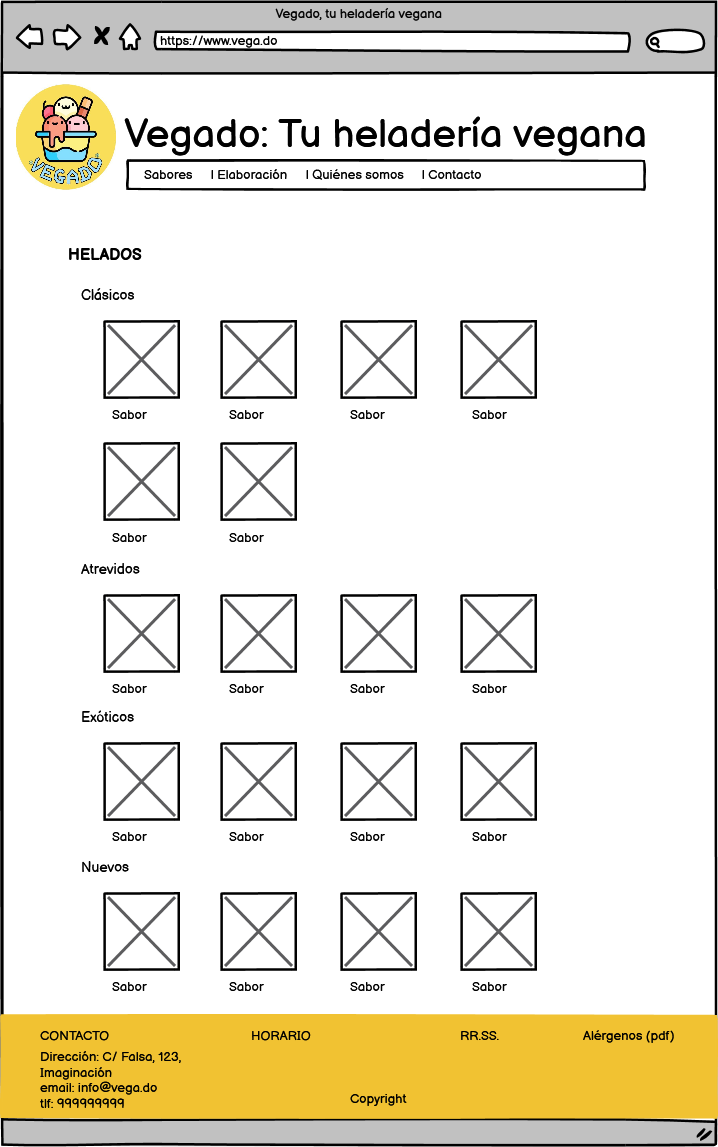 Vegado, tu heladería vegana
https://www.vega.do
VEGADO
Vegado: Tu heladería vegana
Sabores | Elaboración | Quiénes somos | Contacto
HELADOS
Clásicos
Sabor Sabor Sabor Sabor
Sabor Sabor
Atrevidos
Sabor Sabor Sabor Sabor
Exóticos
Sabor Sabor Sabor Sabor
Nuevos
Sabor Sabor Sabor Sabor
CONTACTO HORARIO RR.SS. Alérgenos (pdf)
Dirección: C/ Falsa, 123,
Imaginación
email: info@vega.do
tlf: 999999999
Copyright